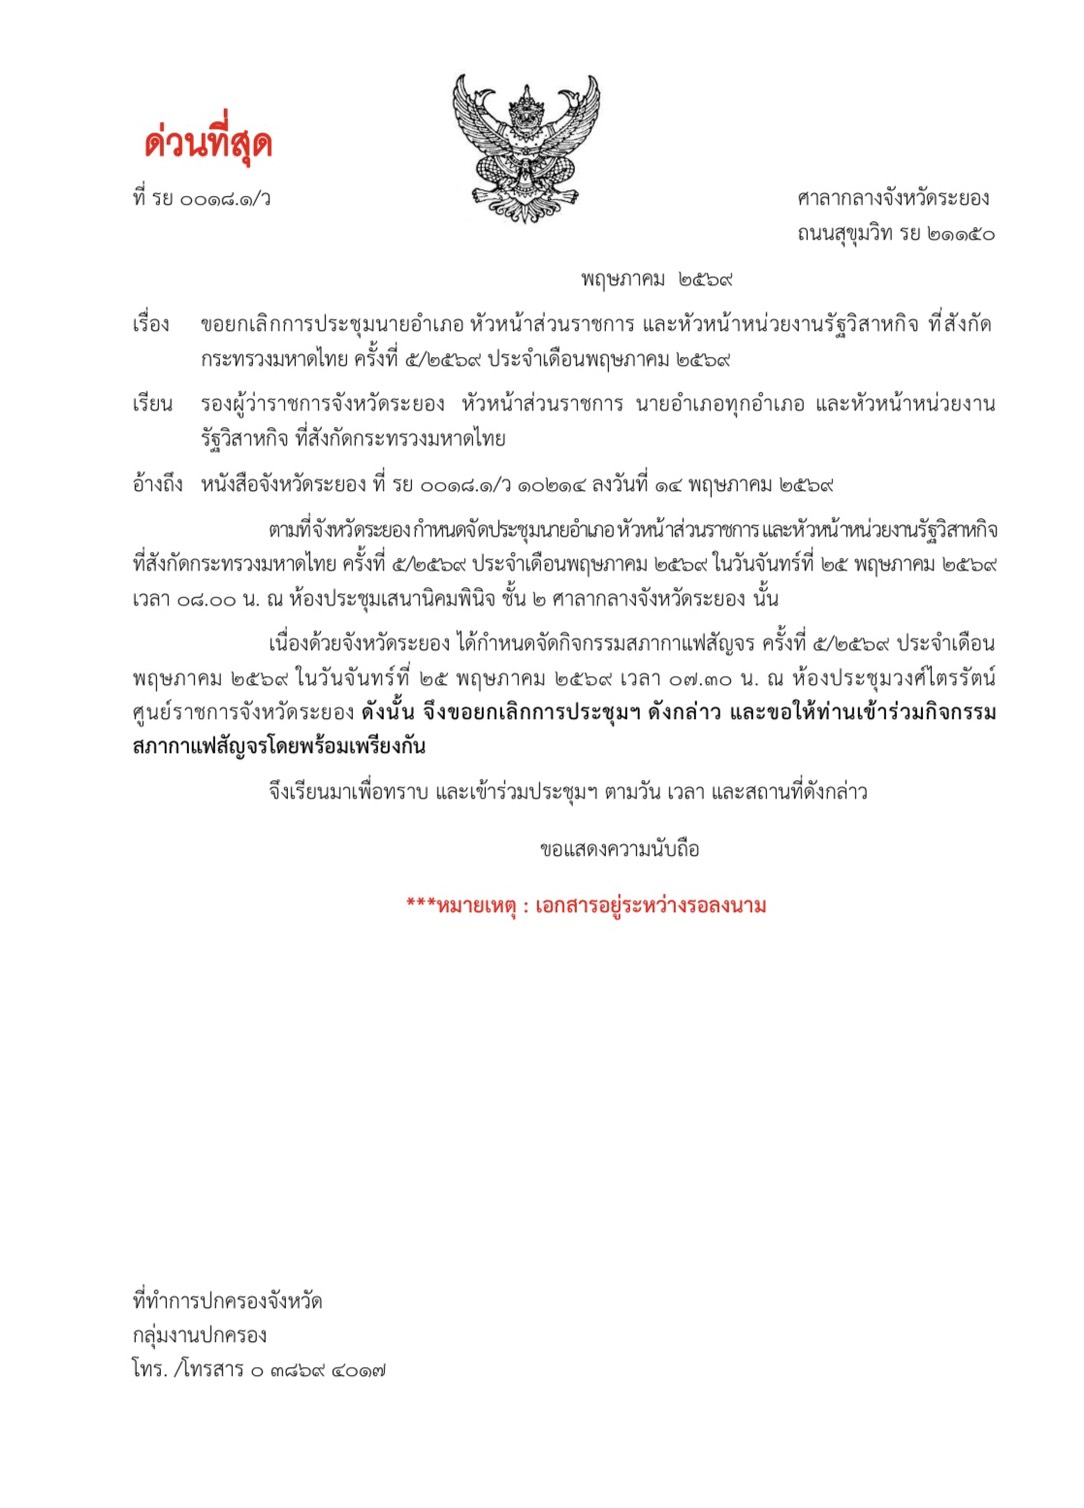 ด่วนที่สุด
ที่ รย ๐๐๑๘.๑/ว
ศาลากลางจังหวัดระยอง
ถนนสุขุมวิท รย ๒๑๑๕๐
พฤษภาคม ๒๕๖๙
เรื่อง ขอยกเลิกการประชุมนายอำเภอ หัวหน้าส่วนราชการ และหัวหน้าหน่วยงานรัฐวิสาหกิจ ที่สังกัด
กระทรวงมหาดไทย ครั้งที่ ๕/๒๕๖๙ ประจำเดือนพฤษภาคม ๒๕๖๙
เรียน รองผู้ว่าราชการจังหวัดระยอง หัวหน้าส่วนราชการ นายอำเภอทุกอำเภอ และหัวหน้าหน่วยงาน
รัฐวิสาหกิจ ที่สังกัดกระทรวงมหาดไทย
อ้างถึง หนังสือจังหวัดระยอง ที่ รย ๐๐๑๘.๑/ว ๑๐๒๑๔ ลงวันที่ ๑๔ พฤษภาคม ๒๕๖๙
ตามที่จังหวัดระยอง กำหนดจัดประชุมนายอำเภอ หัวหน้าส่วนราชการ และหัวหน้าหน่วยงานรัฐวิสาหกิจ
ที่สังกัดกระทรวงมหาดไทย ครั้งที่ ๕/๒๕๖๙ ประจำเดือนพฤษภาคม ๒๕๖๙ ในวันจันทร์ที่ ๒๕ พฤษภาคม ๒๕๖๙
เวลา ๐๘.๐๐ น. ณ ห้องประชุมเสนานิคมพินิจ ชั้น ๒ ศาลากลางจังหวัดระยอง นั้น
เนื่องด้วยจังหวัดระยอง ได้กำหนดจัดกิจกรรมสภากาแฟสัญจร ครั้งที่ ๕/๒๕๖๙ ประจำเดือน
พฤษภาคม ๒๕๖๙ ในวันจันทร์ที่ ๒๕ พฤษภาคม ๒๕๖๙ เวลา ๐๗.๓๐ น. ณ ห้องประชุมวงศ์ไตรรัตน์
ศูนย์ราชการจังหวัดระยอง ดังนั้น จึงขอยกเลิกการประชุมฯ ดังกล่าว และขอให้ท่านเข้าร่วมกิจกรรม
สภากาแฟสัญจรโดยพร้อมเพรียงกัน
จึงเรียนมาเพื่อทราบ และเข้าร่วมประชุมฯ ตามวัน เวลา และสถานที่ดังกล่าว
ขอแสดงความนับถือ
***หมายเหตุ : เอกสารอยู่ระหว่างรอลงนาม
ที่ทำการปกครองจังหวัด
กลุ่มงานปกครอง
โทร. /โทรสาร ๐ ๓๘๖๙ ๔๐๑๗